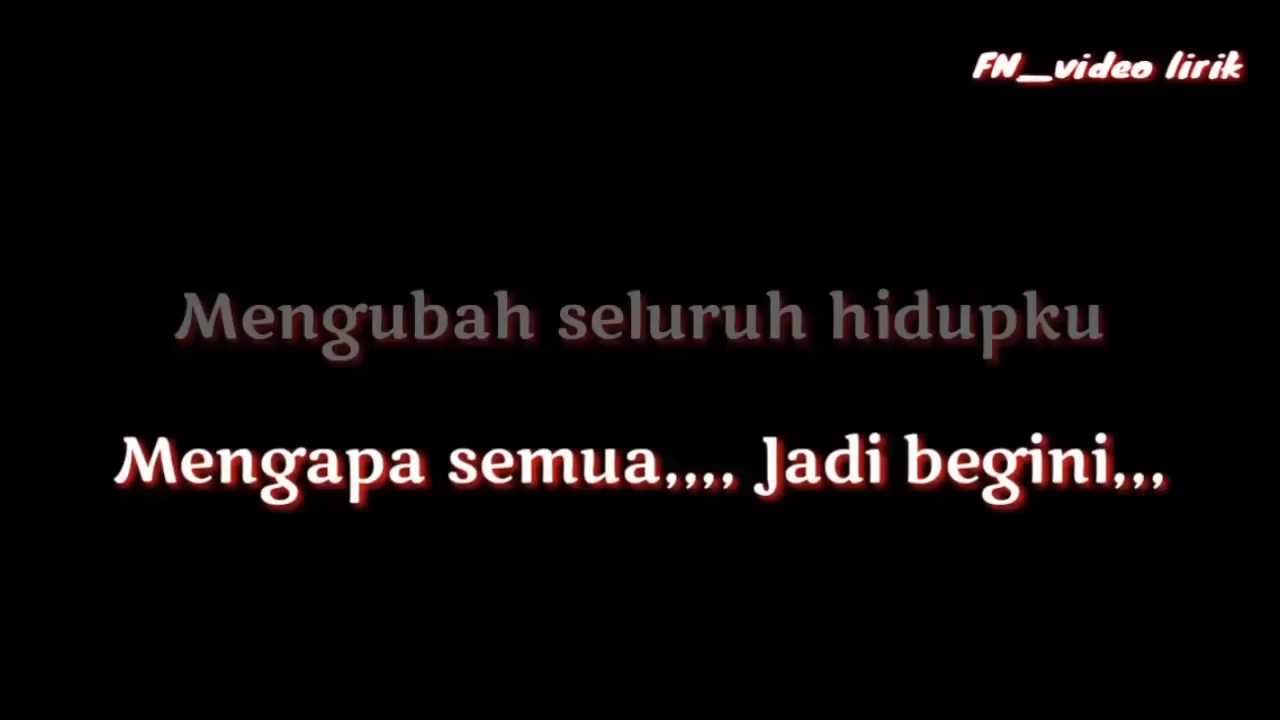 FN_video lirik
Mengubah seluruh hidupku
Mengapa semua,,,, Jadi begini,,,